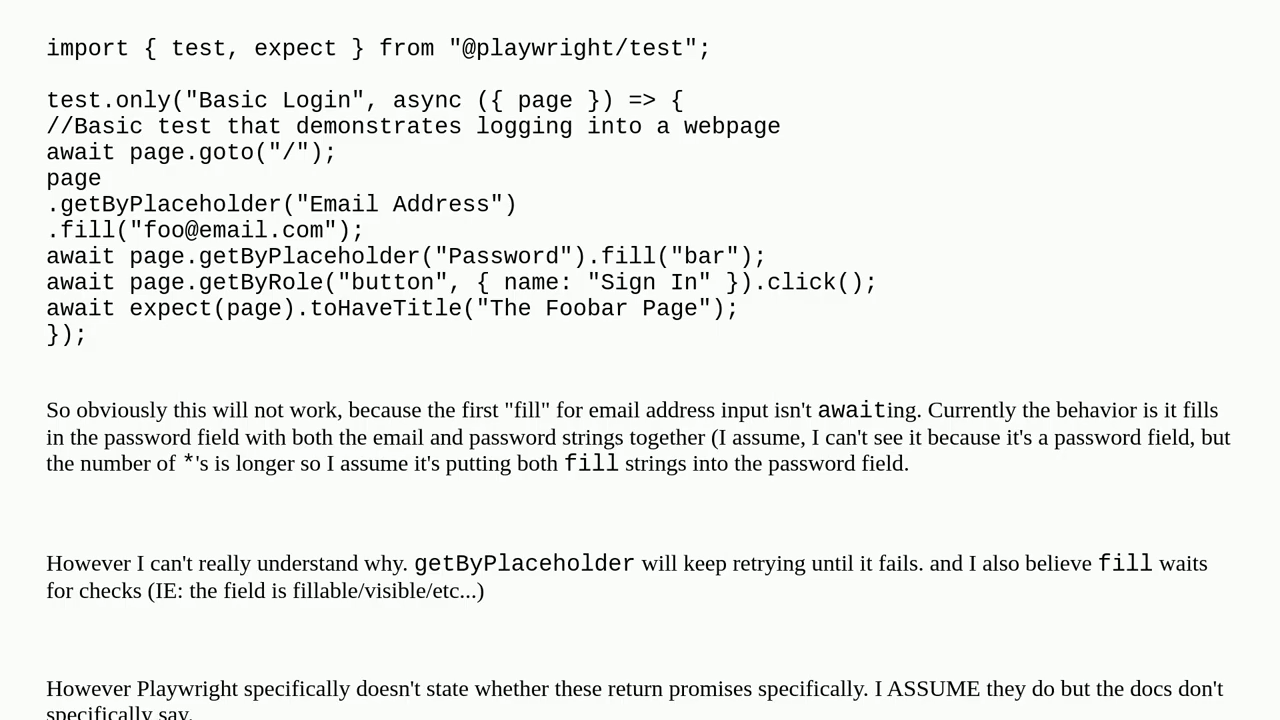 import { test, expect } from "@playwright/test";
test.only("Basic Login", async ({ page }) => {
//Basic test that demonstrates logging into a webpage
await page.goto("/");
page
.getByPlaceholder("Email Address")
.fill("foo@email.com");
await page.getByPlaceholder("Password").fill("bar");
await page.getByRole("button", { name: "Sign In" }).click();
await expect(page).toHaveTitle("The Foobar Page");
});
So obviously this will not work, because the first "fill" for email address input isn't awaiting. Currently the behavior is it fills
in the password field with both the email and password strings together (I assume, I can't see it because it's a password field, but
the number of *'s is longer so I assume it's putting both fill strings into the password field.
However I can't really understand why. getByPlaceholder will keep retrying until it fails. and I also believe fill waits
for checks (IE: the field is fillable/visible/etc...)
However Playwright specifically doesn't state whether these return promises specifically. I ASSUME they do but the docs don't
specifically say.